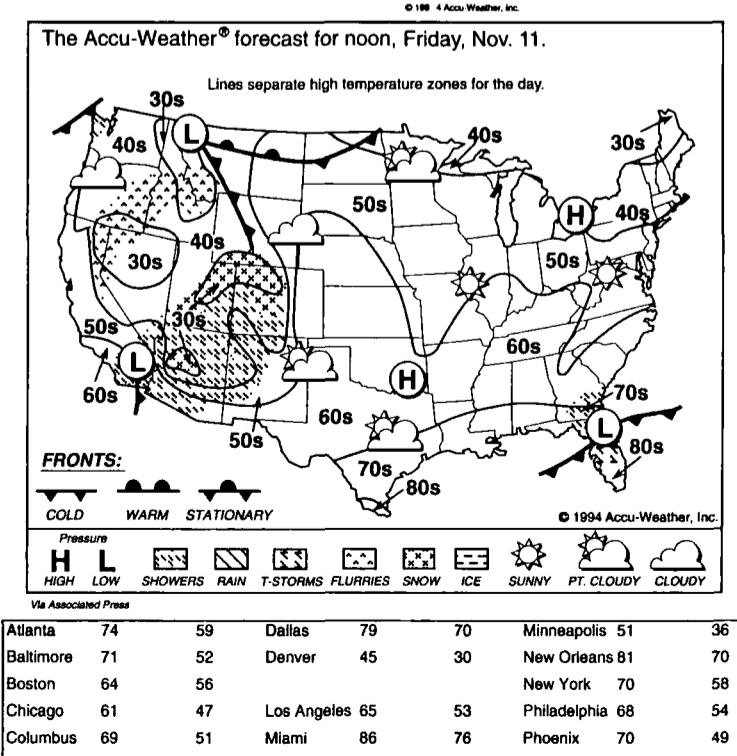 © 199 4 Accu-Weather, Inc.
The Accu-Weather® forecast for noon, Friday, Nov. 11.
Lines separate high temperature zones for the day.
30s
L
40s
40s
30s
50s
H
40s
40s
30s
50s
30s
50s
60s
L
H
60s
70s
60s
L
50s
80s
70s
80s
FRONTS:
COLD WARM STATIONARY
© 1994 Accu-Weather, Inc.
Pressure
H L
HIGH LOW SHOWERS RAIN T-STORMS FLURRIES SNOW ICE SUNNY PT. CLOUDY CLOUDY
Via Associated Press
Atlanta 74 59 Dallas 79 70 Minneapolis 51 36
Baltimore 71 52 Denver 45 30 New Orleans 81 70
Boston 64 56 New York 70 58
Chicago 61 47 Los Angeles 65 53 Philadelphia 68 54
Columbus 69 51 Miami 86 76 Phoenix 70 49